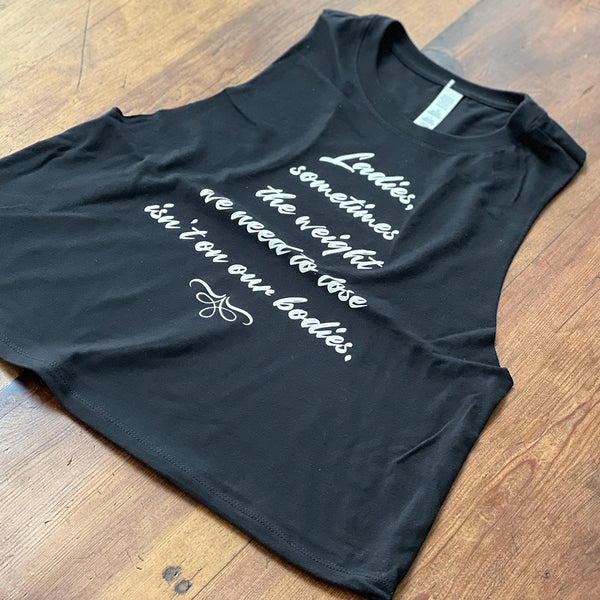 Ladies,
sometimes
the weight
we need to lose
isn't on our bodies.